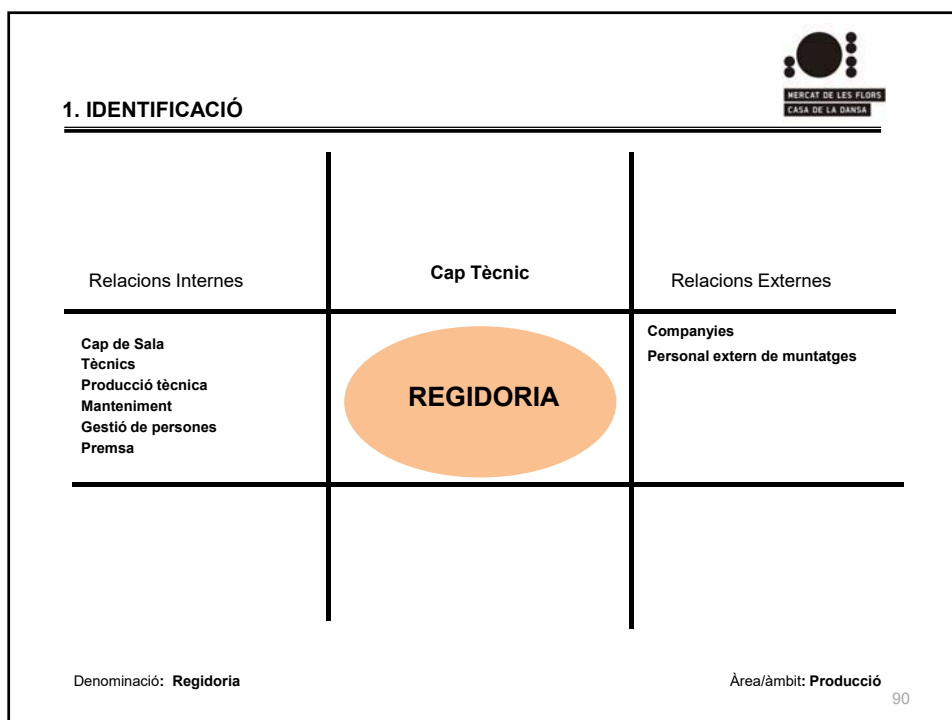 MERCAT DE LES FLORS
CASA DE LA DANSA
1. IDENTIFICACIÓ
Relacions Internes
Cap Tècnic
Relacions Externes
Cap de Sala
Tècnics
Producció tècnica
Manteniment
Gestió de persones
Premsa
REGIDORIA
Companyies
Personal extern de muntatges
Denominació: Regidoria
Àrea/àmbit: Producció
90